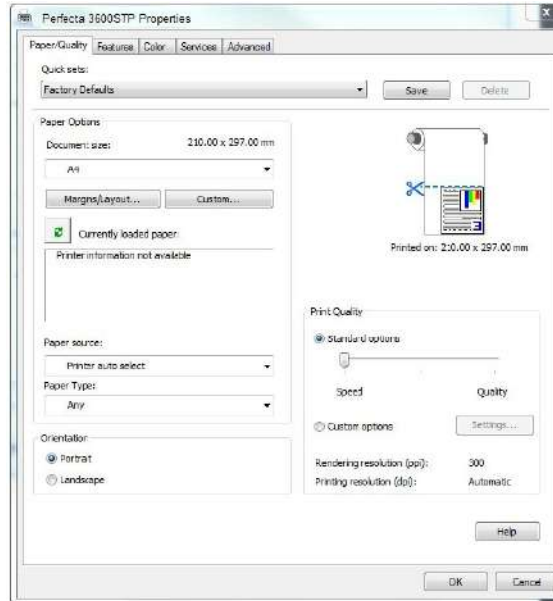 Perfecta 3600STP Properties
x
Paper/Quality Features Color Services Advanced
Quick sets:
Factory Defaults
Save
Delete
Paper Options
Document size: 210.00 x 297.00 mm
A4
Margins/Layout... Custom...
Currently loaded paper:
Printer information not available
Paper source:
Printer auto select
Paper Type:
Any
Orientation
Portrait
Landscape
3
Printed on: 210.00 x 297.00 mm
Print Quality
Standard options
Speed Quality
Custom options Settings...
Rendering resolution (ppi): 300
Printing resolution (dpi): Automatic
Help
OK Cancel